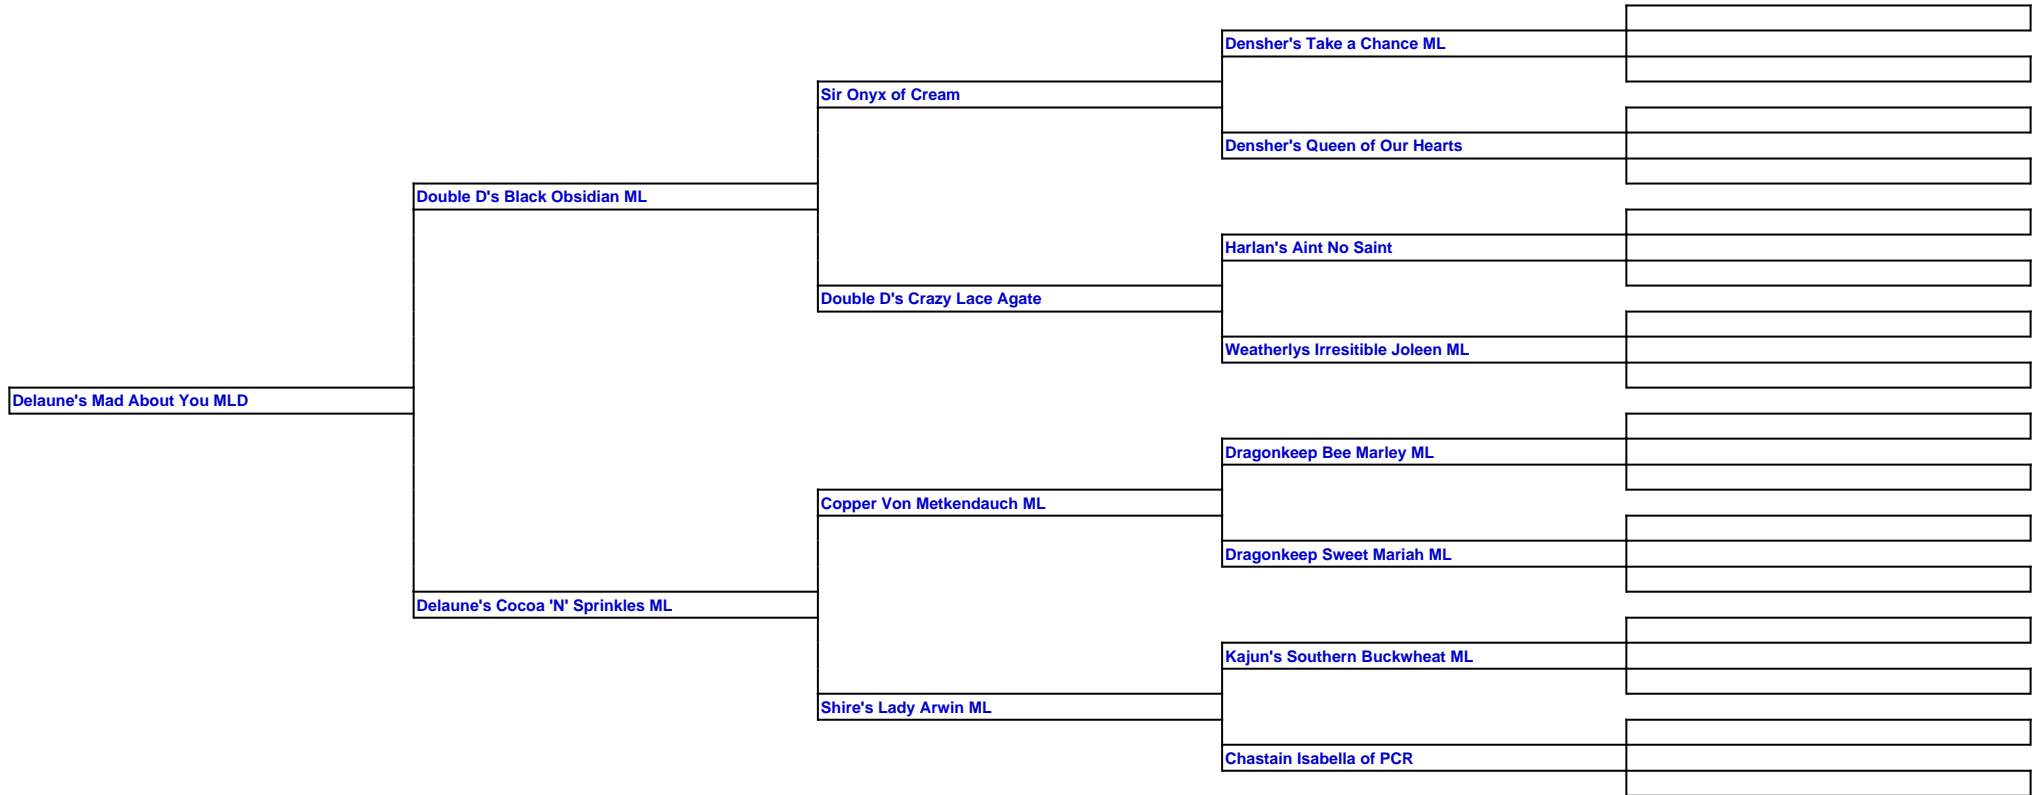 Densher's Take a Chance ML
Sir Onyx of Cream
Densher's Queen of Our Hearts
Double D's Black Obsidian ML
Harlan's Aint No Saint
Double D's Crazy Lace Agate
Weatherlys Irresitible Joleen ML
Delaune's Mad About You MLD
Dragonkeep Bee Marley ML
Copper Von Metkendauch ML
Dragonkeep Sweet Mariah ML
Delaune's Cocoa 'N' Sprinkles ML
Kajun's Southern Buckwheat ML
Shire's Lady Arwin ML
Chastain Isabella of PCR